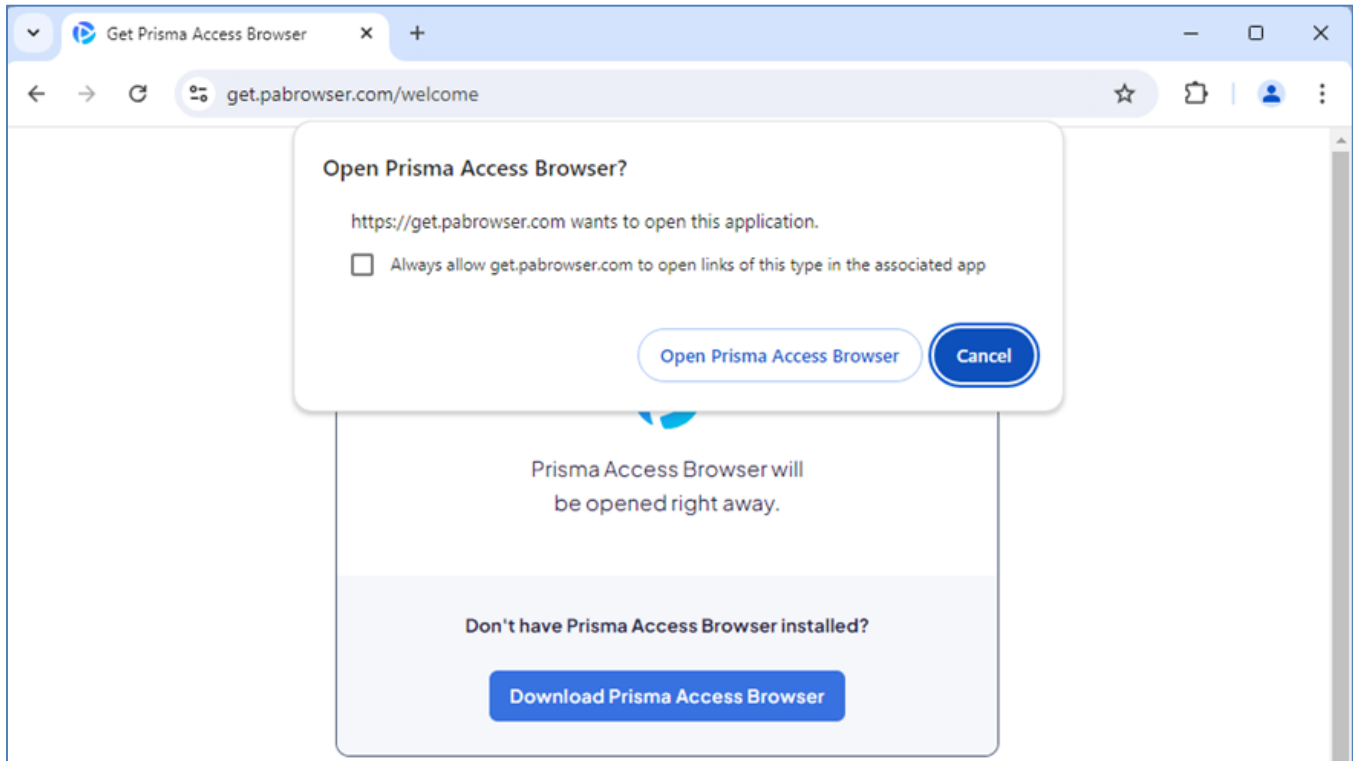 Get Prisma Access Browser
get.pabrowser.com/welcome
Open Prisma Access Browser?
https://get.pabrowser.com wants to open this application.
Always allow get.pabrowser.com to open links of this type in the associated app
Open Prisma Access Browser
Cancel
Prisma Access Browser will
be opened right away.
Don't have Prisma Access Browser installed?
Download Prisma Access Browser